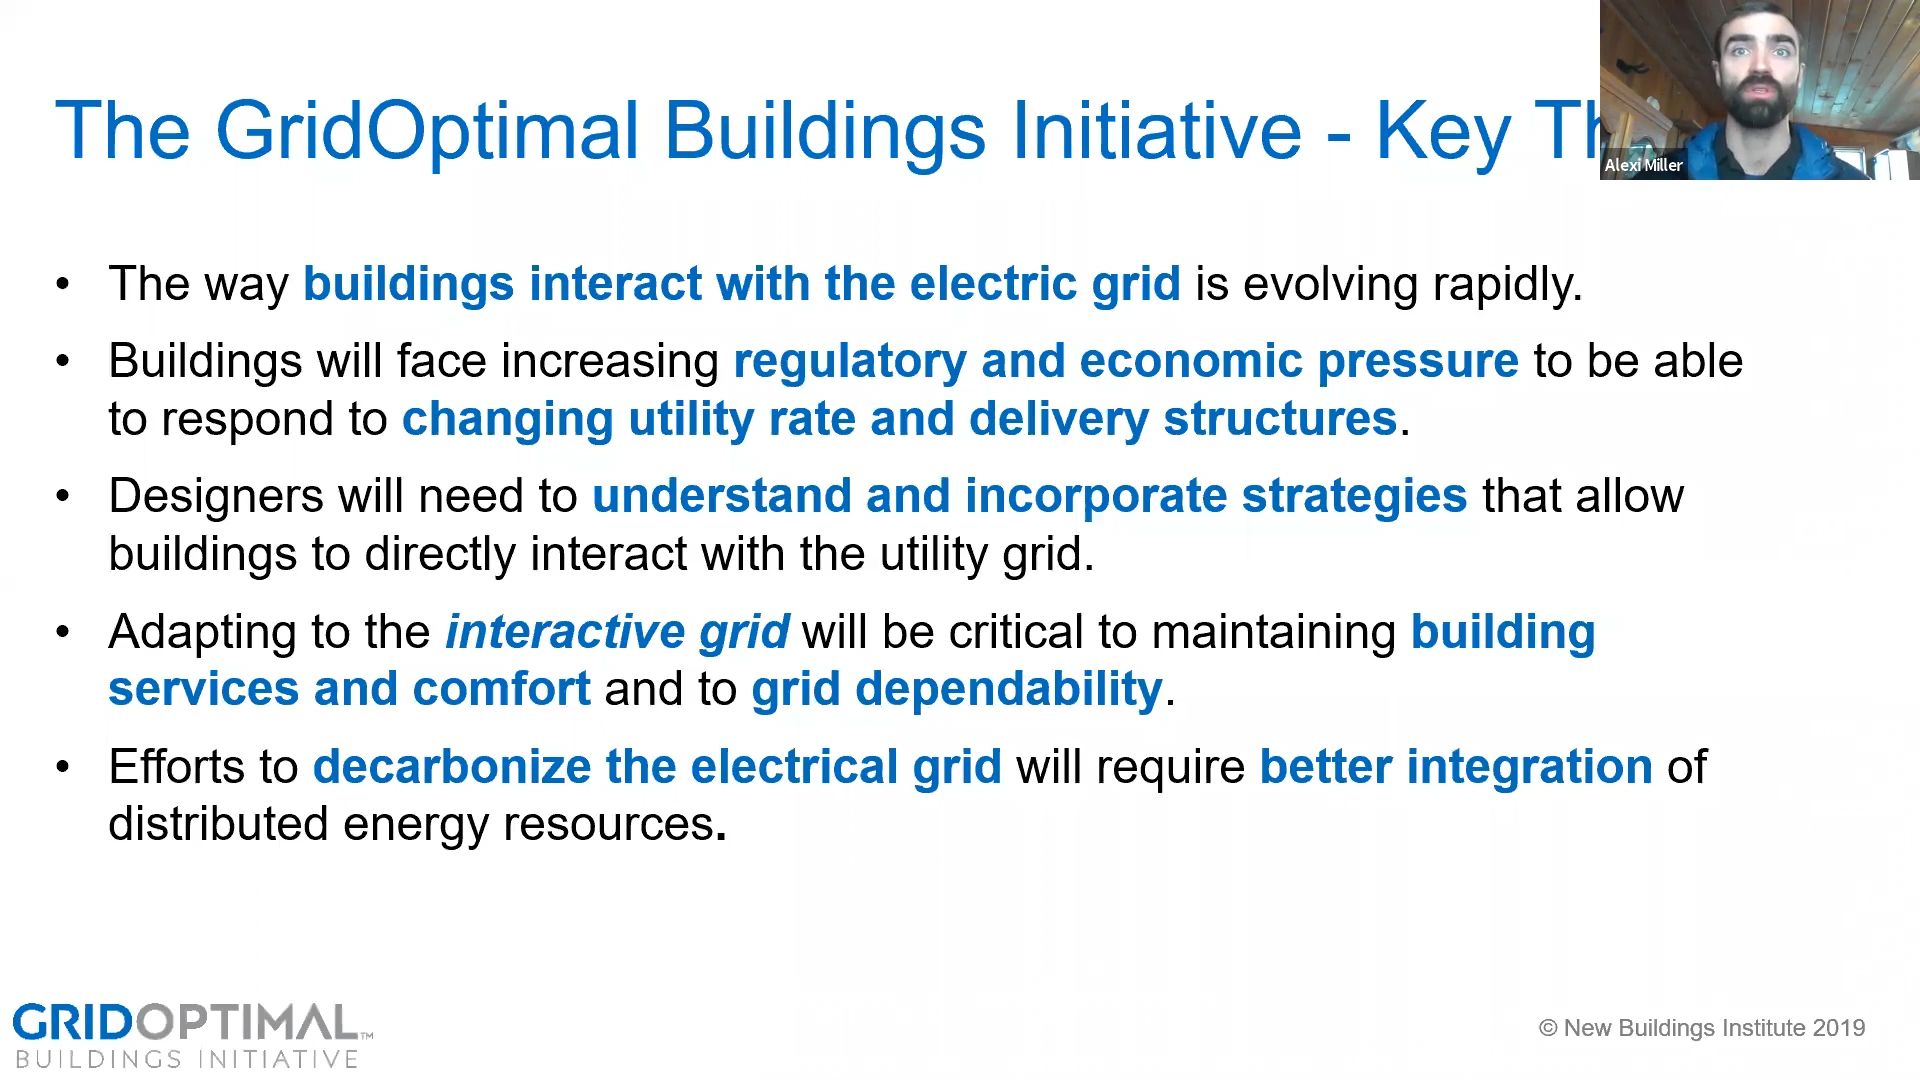 The GridOptimal Buildings Initiative - Key
Alexi Miller
• The way buildings interact with the electric grid is evolving rapidly.
• Buildings will face increasing regulatory and economic pressure to be able
to respond to changing utility rate and delivery structures.
• Designers will need to understand and incorporate strategies that allow
buildings to directly interact with the utility grid.
• Adapting to the interactive grid will be critical to maintaining building
services and comfort and to grid dependability.
• Efforts to decarbonize the electrical grid will require better integration of
distributed energy resources.
GRIDOPTIMAL™
BUILDINGS INITIATIVE
© New Buildings Institute 2019